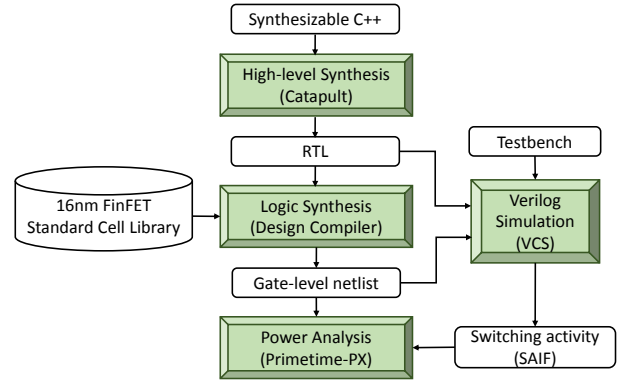 Synthesizable C++
High-level Synthesis
(Catapult)
RTL
Testbench
16nm FinFET
Standard Cell Library
Logic Synthesis
(Design Compiler)
Verilog
Simulation
(VCS)
Gate-level netlist
Power Analysis
(Primetime-PX)
Switching activity
(SAIF)